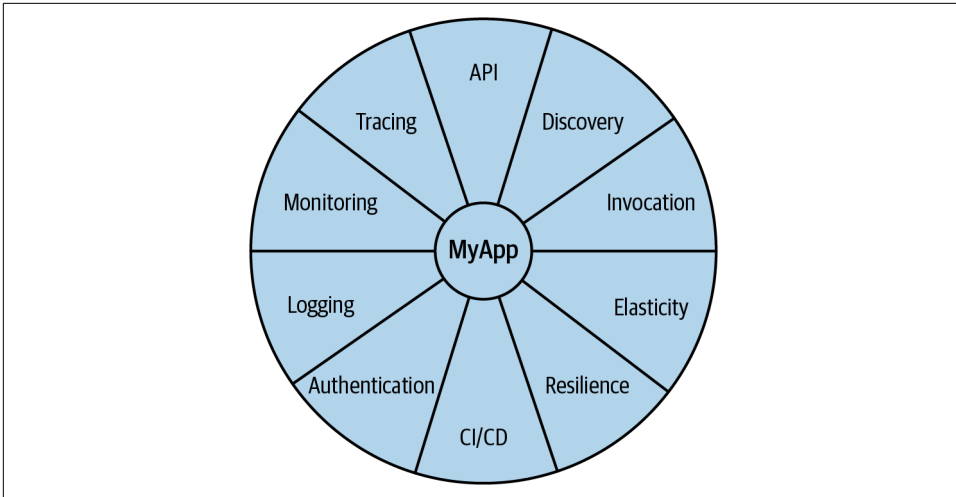 API
Discovery
Invocation
Elasticity
Resilience
CI/CD
Authentication
Logging
Monitoring
Tracing
MyApp